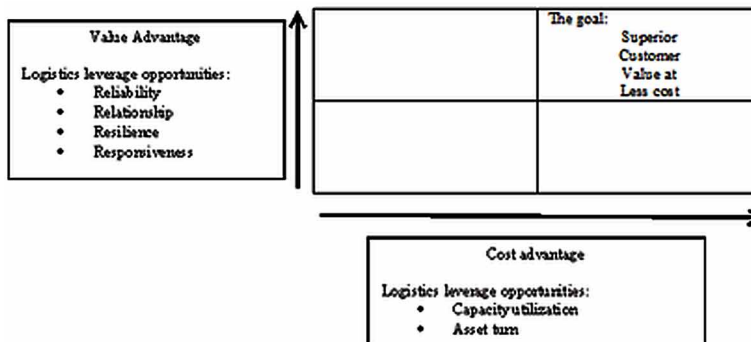 Value Advantage
Logistics leverage opportunities:
• Reliability
• Relationship
• Resilience
• Responsiveness
The goal:
Superior
Customer
Value at
Less cost
Cost advantage
Logistics leverage opportunities:
• Capacity utilization
• Asset turn